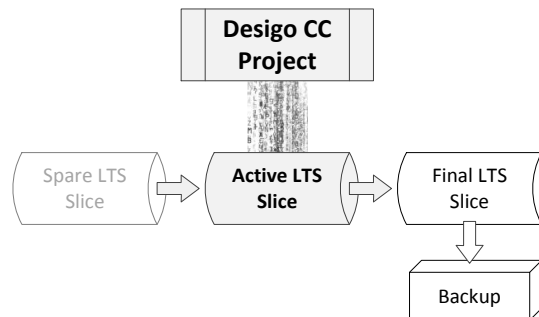 Desigo CC
Project
Spare LTS
Slice
Active LTS
Slice
Final LTS
Slice
Backup